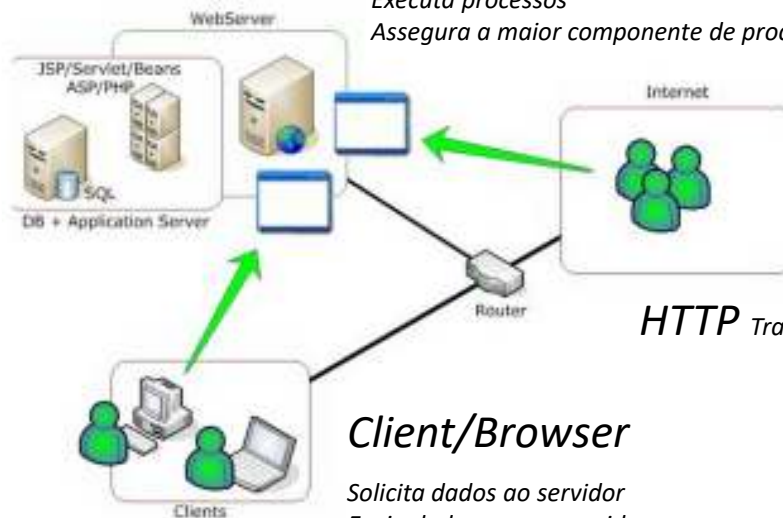 Executa processos
Assegura a maior componente de
WebServer
JSP/Servlet/Beans
ASP/PHP
SQL
DB + Application Server
Internet
Router
HTTP
Client/Browser
Solicita dados ao servidor
Clients